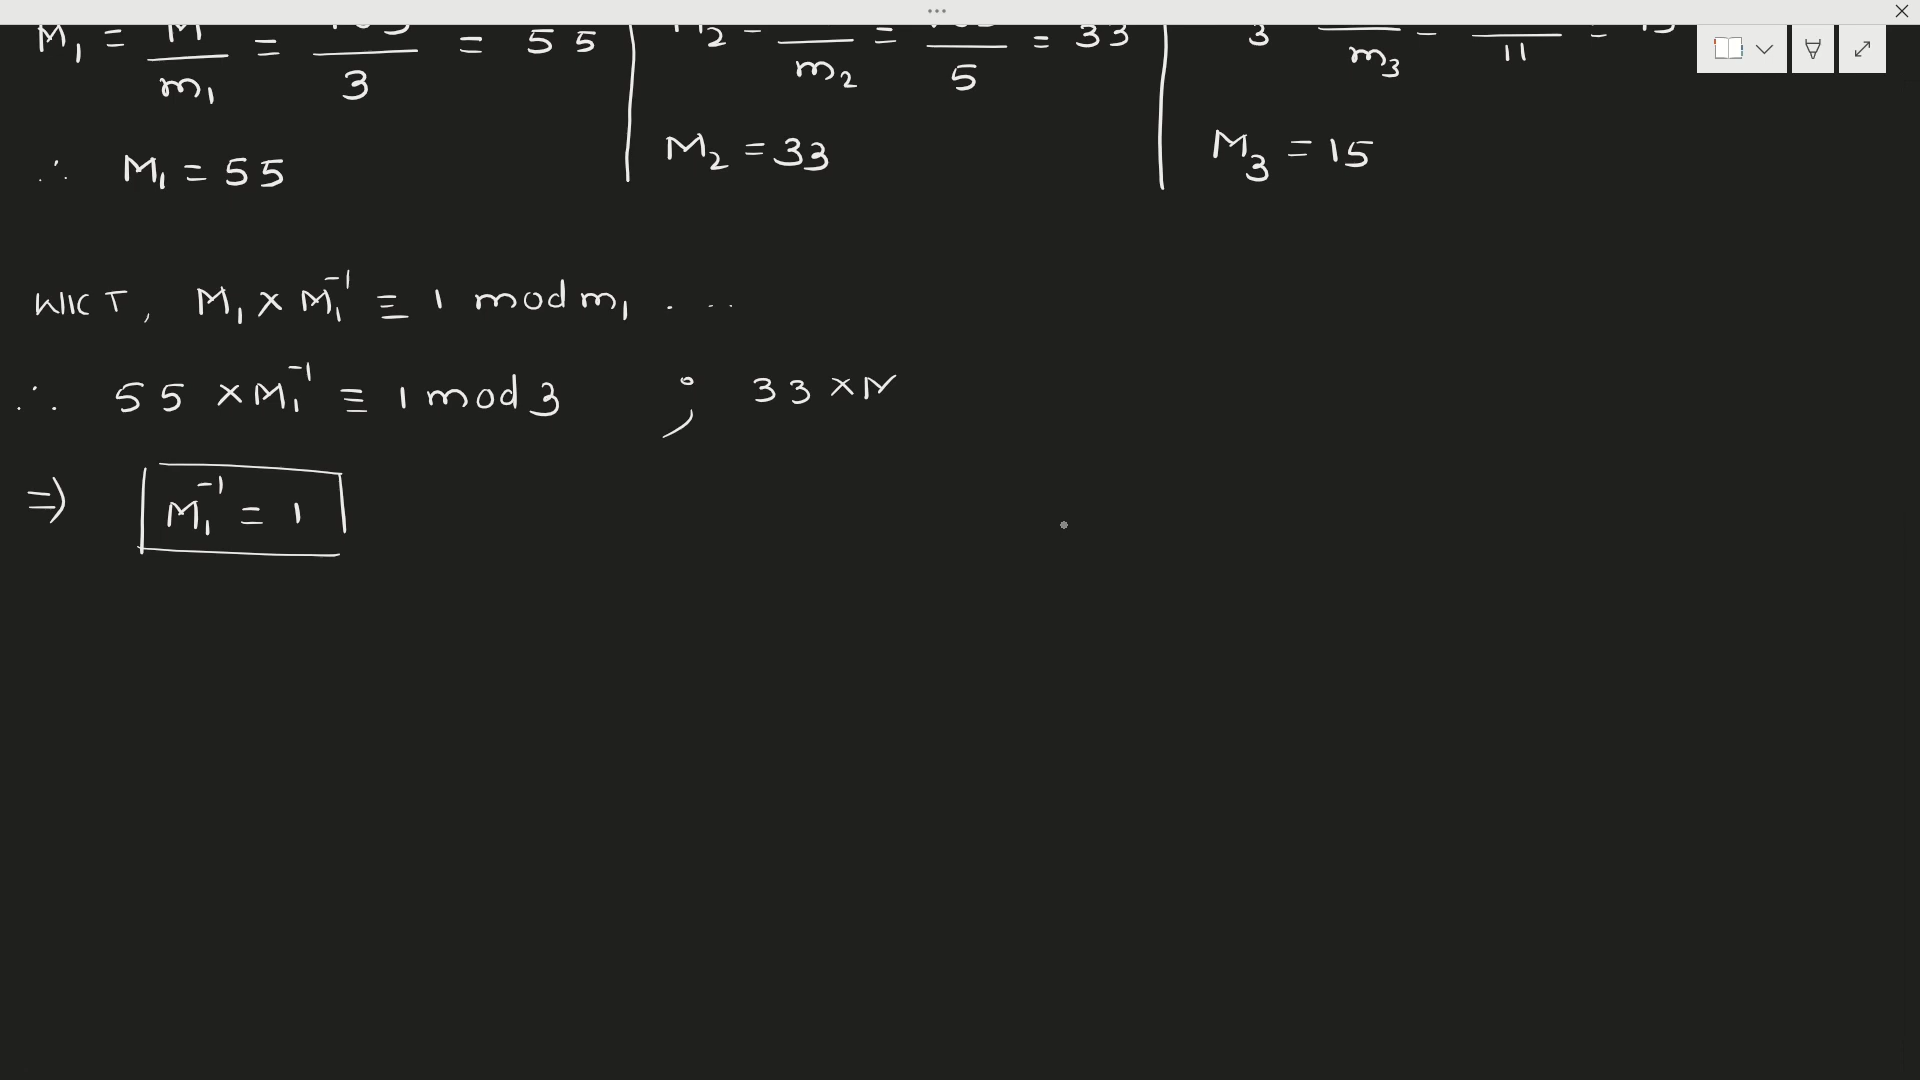 M₁ = M/m₁ = /3 = 55 | M₂ = /m₂ = /5 = 33 | ₃ = /m₃ = /11 = 15
∴ M₁ = 55 | M₂ = 33 | M₃ = 15
WKT, M₁ × M₁⁻¹ ≡ 1 mod m₁ . . . .
∴ 55 × M₁⁻¹ ≡ 1 mod 3 ; 33 ×
⇒ M₁⁻¹ = 1